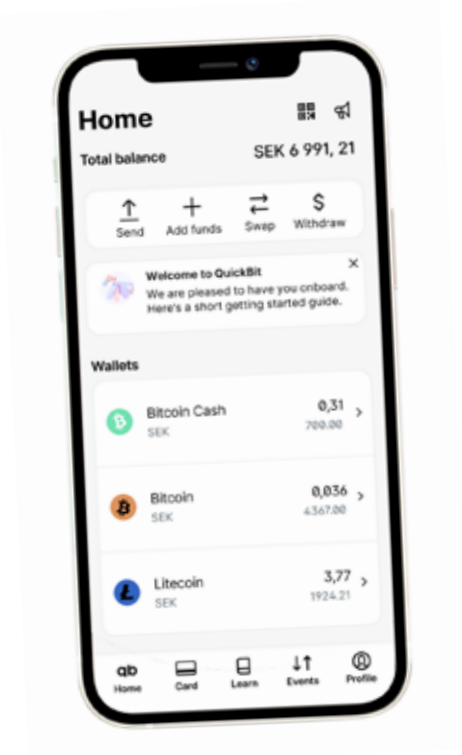 Home
Total balance SEK 6 991, 21
Send Add funds Swap Withdraw
Welcome to QuickBit
We are pleased to have you onboard.
Here's a short getting started guide.
Wallets
Bitcoin Cash 0,31
SEK 700.00
Bitcoin 0,036
SEK 4367.00
Litecoin 3,77
SEK 1924.21
qb
Home Card Learn Events Profile